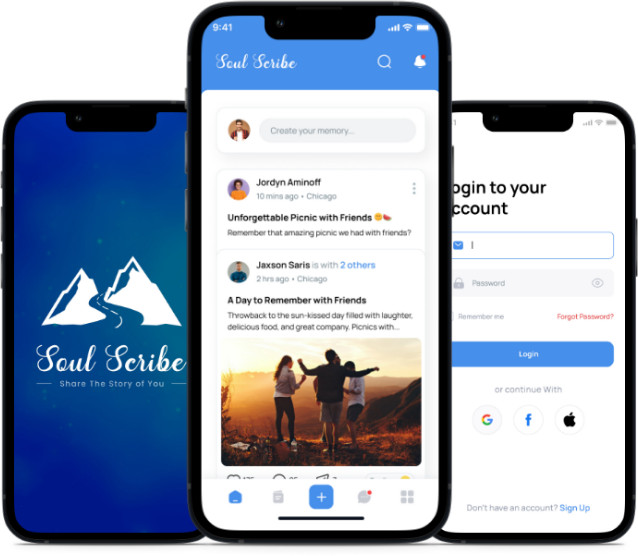 Soul Scribe
Share The Story of You
9:41
Soul Scribe
Create your memory...
Jordyn Aminoff
10 mins ago • Chicago
Unforgettable Picnic with Friends 🌞🍉
Remember that amazing picnic we had with friends?
Jaxson Saris is with 2 others
2 hrs ago • Chicago
A Day to Remember with Friends
Throwback to the sun-kissed day filled with laughter,
delicious food, and great company. Picnics with...
ogin to your
ccount
Password
Remember me
Forgot Password?
Login
or continue With
Don't have an account? Sign Up